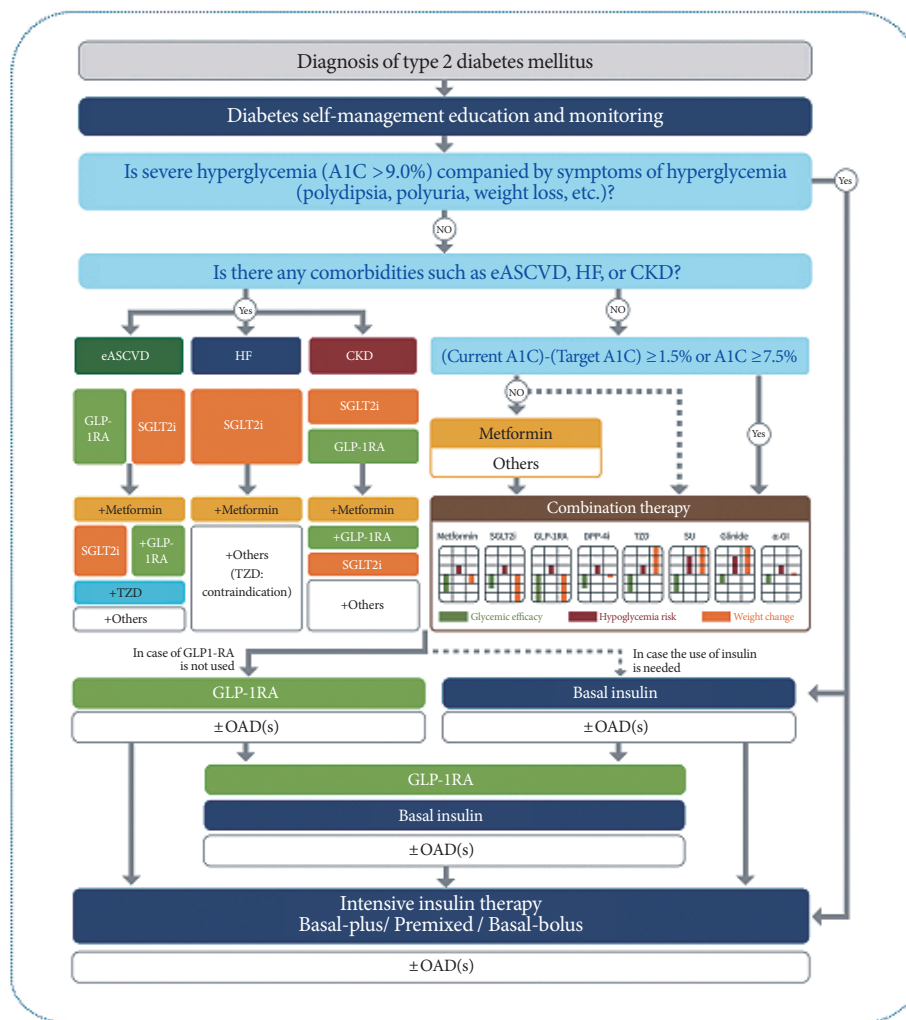 Diagnosis of type 2 diabetes mellitus
Diabetes self-management education and monitoring
Is severe hyperglycemia (A1C >9.0%) companied by symptoms of hyperglycemia
(polydipsia, polyuria, weight loss, etc.)?
Yes
NO
Is there any comorbidities such as eASCVD, HF, or CKD?
Yes
NO
eASCVD
HF
CKD
(Current A1C)-(Target A1C) ≥1.5% or A1C ≥7.5%
GLP-
1RA
SGLT2i
SGLT2i
SGLT2i
GLP-1RA
NO
Yes
Metformin
Others
+Metformin
SGLT2i
+GLP-
1RA
+TZD
+Others
+Metformin
+Others
(TZD:
contraindication)
+Metformin
+GLP-1RA
SGLT2i
+Others
Combination therapy
Metformin
SGLT2i
GLP-1RA
DPP-4i
TZD
SU
Glinide
α-GI
Glycemic efficacy
Hypoglycemia risk
Weight change
In case of GLP1-RA
is not used
In case the use of insulin
is needed
GLP-1RA
±OAD(s)
Basal insulin
±OAD(s)
GLP-1RA
Basal insulin
±OAD(s)
Intensive insulin therapy
Basal-plus/ Premixed / Basal-bolus
±OAD(s)